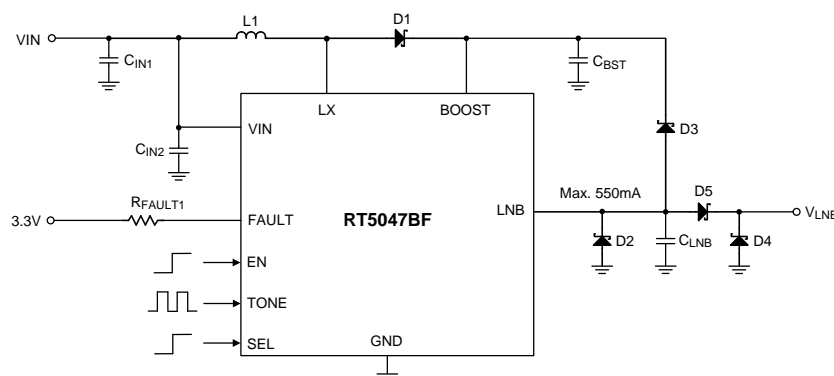 L1
D1
VIN
CIN1
CBST
LX
BOOST
VIN
D3
CIN2
RFAULT1
Max. 550mA
D5
3.3V
FAULT
RT5047BF
LNB
VLNB
D2
CLNB
D4
EN
TONE
SEL
GND